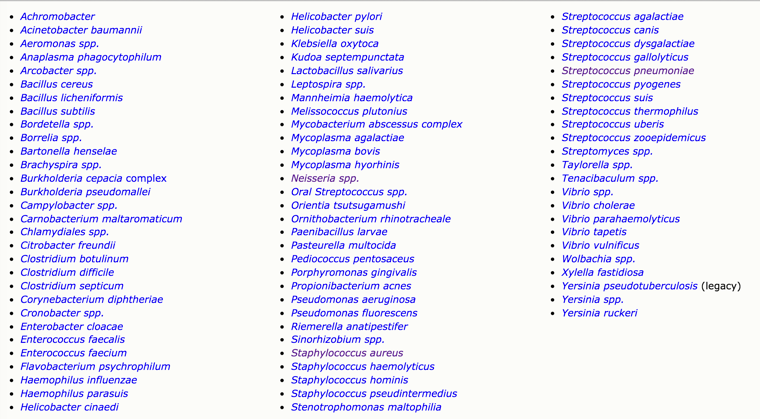 Achromobacter
Acinetobacter baumannii
Aeromonas spp.
Anaplasma phagocytophilum
Arcobacter spp.
Bacillus cereus
Bacillus licheniformis
Bacillus subtilis
Bordetella spp.
Borrelia spp.
Bartonella henselae
Brachyspira spp.
Burkholderia cepacia complex
Burkholderia pseudomallei
Campylobacter spp.
Carnobacterium maltaromaticum
Chlamydiales spp.
Citrobacter freundii
Clostridium botulinum
Clostridium difficile
Clostridium septicum
Corynebacterium diphtheriae
Cronobacter spp.
Enterobacter cloacae
Enterococcus faecalis
Enterococcus faecium
Flavobacterium psychrophilum
Haemophilus influenzae
Haemophilus parasuis
Helicobacter cinaedi
Helicobacter pylori
Helicobacter suis
Klebsiella oxytoca
Kudoa septempunctata
Lactobacillus salivarius
Leptospira spp.
Mannheimia haemolytica
Melissococcus plutonius
Mycobacterium abscessus complex
Mycoplasma agalactiae
Mycoplasma bovis
Mycoplasma hyorhinis
Neisseria spp.
Oral Streptococcus spp.
Orientia tsutsugamushi
Ornithobacterium rhinotracheale
Paenibacillus larvae
Pasteurella multocida
Pediococcus pentosaceus
Porphyromonas gingivalis
Propionibacterium acnes
Pseudomonas aeruginosa
Pseudomonas fluorescens
Riemerella anatipestifer
Sinorhizobium spp.
Staphylococcus aureus
Staphylococcus haemolyticus
Staphylococcus hominis
Staphylococcus pseudintermedius
Stenotrophomonas maltophilia
Streptococcus agalactiae
Streptococcus canis
Streptococcus dysgalactiae
Streptococcus gallolyticus
Streptococcus pneumoniae
Streptococcus pyogenes
Streptococcus suis
Streptococcus thermophilus
Streptococcus uberis
Streptococcus zooepidemicus
Streptomyces spp.
Taylorella spp.
Tenacibaculum spp.
Vibrio spp.
Vibrio cholerae
Vibrio parahaemolyticus
Vibrio tapetis
Vibrio vulnificus
Wolbachia spp.
Xylella fastidiosa
Yersinia pseudotuberculosis (legacy)
Yersinia spp.
Yersinia ruckeri